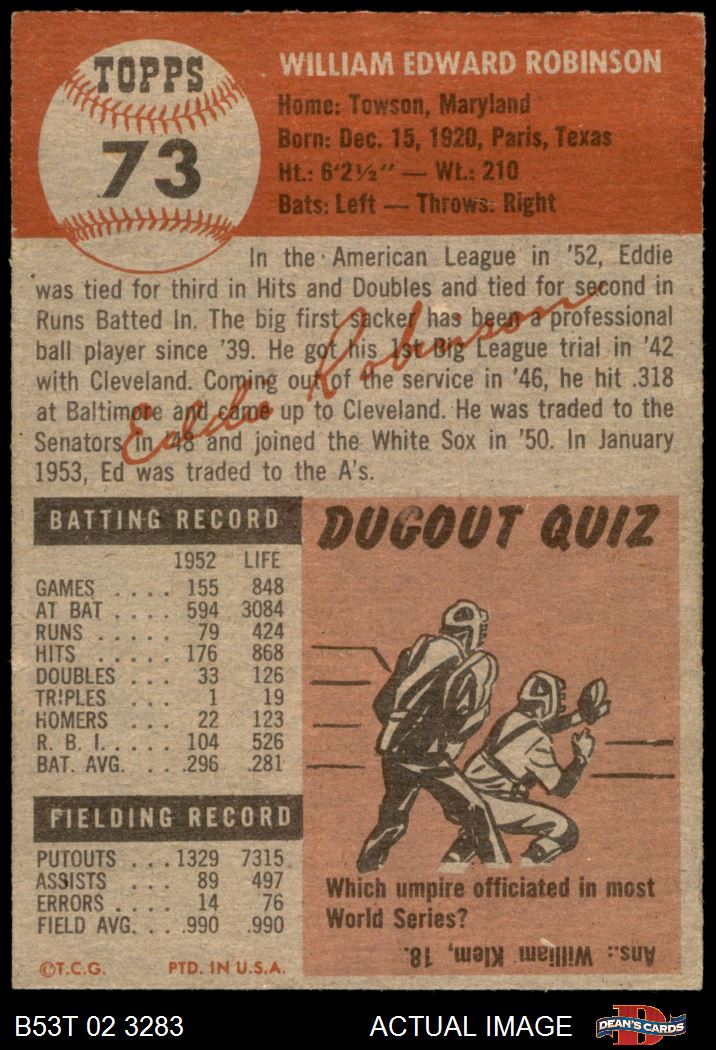 TOPPS
73
WILLIAM EDWARD ROBINSON
Home: Towson, Maryland
Born: Dec. 15, 1920, Paris, Texas
Ht.: 6'2½" — Wt.: 210
Bats: Left — Throws: Right
In the American League in '52, Eddie
was tied for third in Hits and Doubles and tied for second in
Runs Batted In. The big first sacker has been a professional
ball player since '39. He got his 1st Big League trial in '42
with Cleveland. Coming out of the service in '46, he hit .318
at Baltimore and came up to Cleveland. He was traded to the
Senators in '48 and joined the White Sox in '50. In January
1953, Ed was traded to the A's.
Eddie Robinson
BATTING RECORD
1952 LIFE
GAMES . . . . 155 848
AT BAT . . . . 594 3084
RUNS . . . . . 79 424
HITS . . . . . 176 868
DOUBLES . . . 33 126
TRIPLES . . . 1 19
HOMERS . . . 22 123
R. B. I. . . . . 104 526
BAT. AVG. . . . .296 .281
FIELDING RECORD
PUTOUTS . . . 1329 7315
ASSISTS . . . 89 497
ERRORS . . . . 14 76
FIELD AVG. . . .990 .990
©T.C.G. PTD. IN U.S.A.
DUGOUT QUIZ
Which umpire officiated in most
World Series?
Ans.: William Klem, 18.
B53T 02 3283 ACTUAL IMAGE
D
DEAN'S CARDS